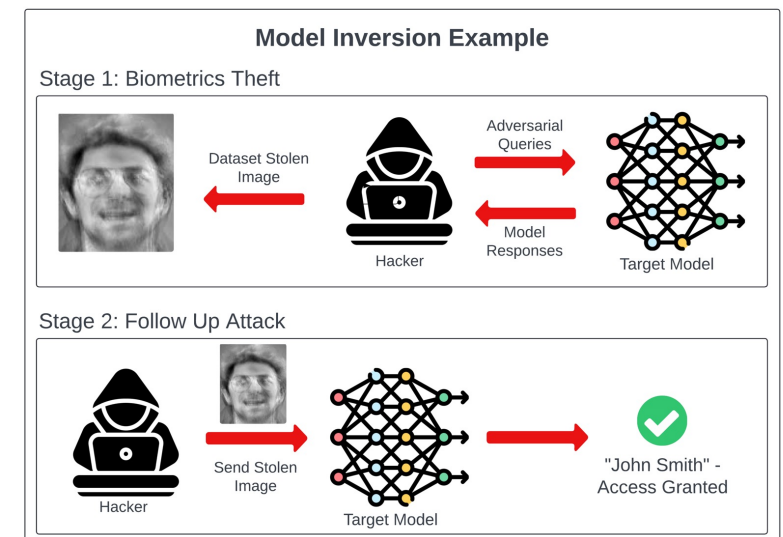 Model Inversion Example
Stage 1: Biometrics Theft
Dataset Stolen
Image
Adversarial
Queries
Model
Responses
Hacker
Target Model
Stage 2: Follow Up Attack
Send Stolen
Image
Hacker
Target Model
"John Smith" -
Access Granted